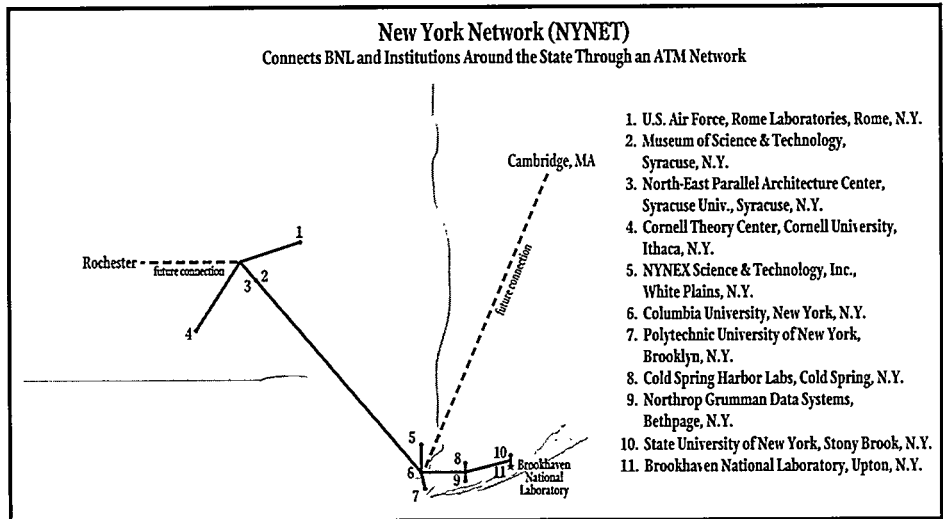 New York Network (NYNET)
Connects BNL and Institutions Around the State Through an ATM Network
Cambridge, MA
future connection
Rochester
future connection
1
2
3
4
5
6
7
8
9
10
11
Brookhaven
National
Laboratory
1. U.S. Air Force, Rome Laboratories, Rome, N.Y.
2. Museum of Science & Technology,
Syracuse, N.Y.
3. North-East Parallel Architecture Center,
Syracuse Univ., Syracuse, N.Y.
4. Cornell Theory Center, Cornell University,
Ithaca, N.Y.
5. NYNEX Science & Technology, Inc.,
White Plains, N.Y.
6. Columbia University, New York, N.Y.
7. Polytechnic University of New York,
Brooklyn, N.Y.
8. Cold Spring Harbor Labs, Cold Spring, N.Y.
9. Northrop Grumman Data Systems,
Bethpage, N.Y.
10. State University of New York, Stony Brook, N.Y.
11. Brookhaven National Laboratory, Upton, N.Y.